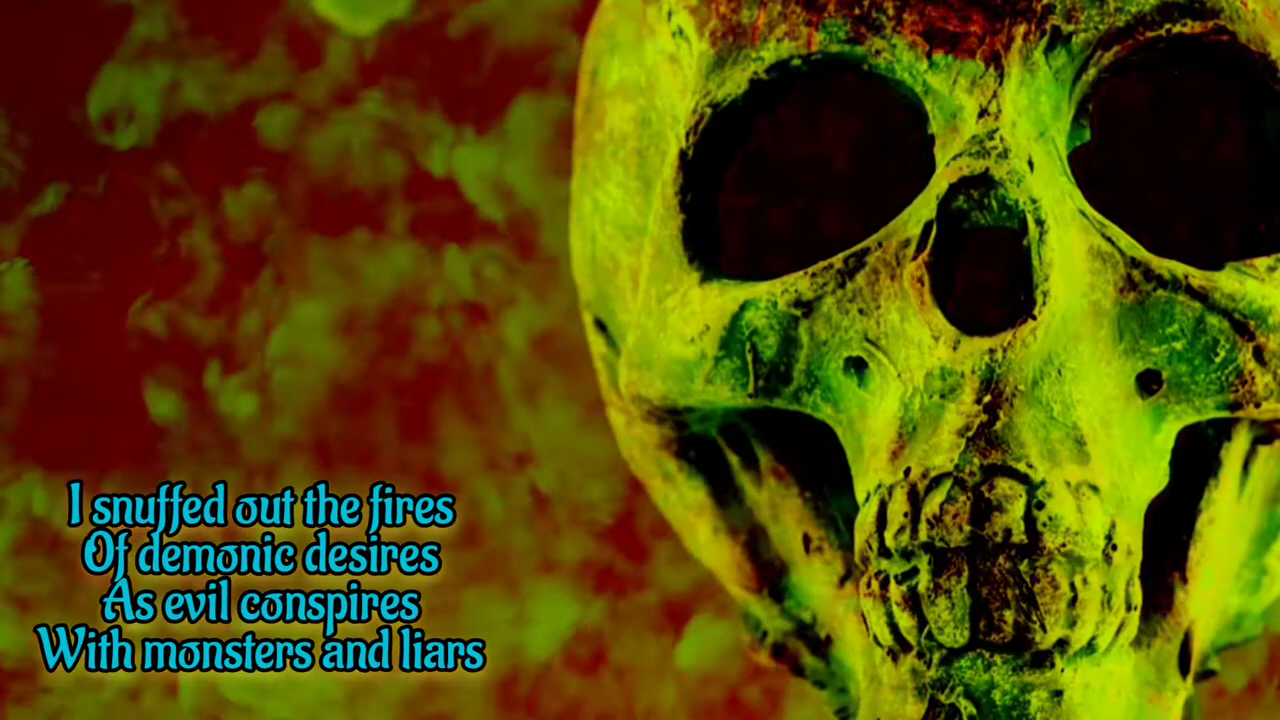 I snuffed out the fires
Of demonic desires
As evil conspires
With monsters and liars